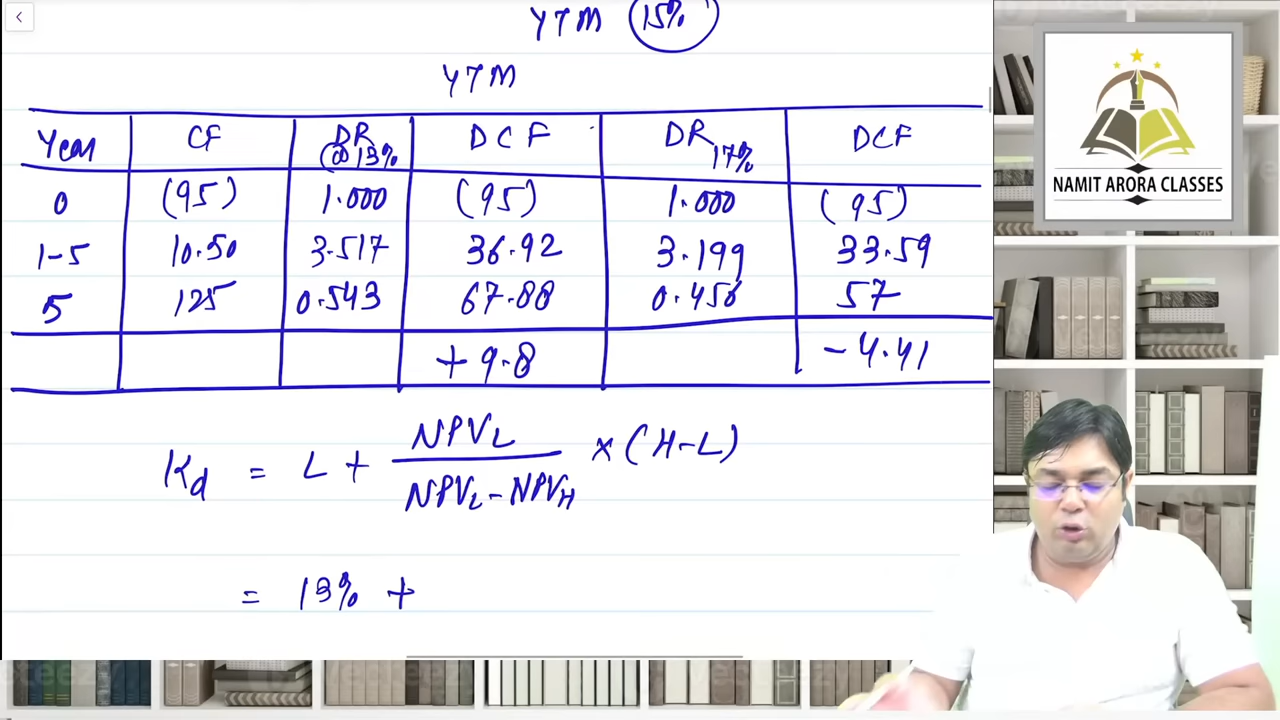 YTM 15%
YTM
Year CF DR @ 13% D C F DR 17% DCF
0 (95) 1.000 (95) 1.000 (95)
1-5 10.50 3.517 36.92 3.199 33.59
5 125 0.543 67.88 0.456 57
+ 9.8 - 4.41
Kd = L + NPVL / NPVL - NPVH × (H-L)
= 13% +
NAMIT ARORA CLASSES